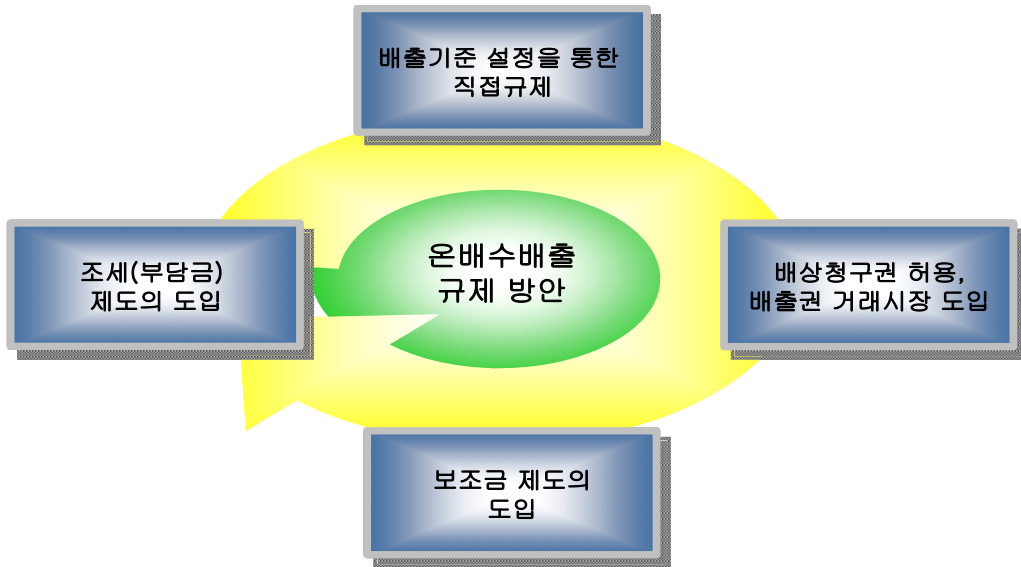 배출기준 설정을 통한
직접규제
조세(부담금)
제도의 도입
온배수배출
규제 방안
배상청구권 허용,
배출권 거래시장 도입
보조금 제도의
도입